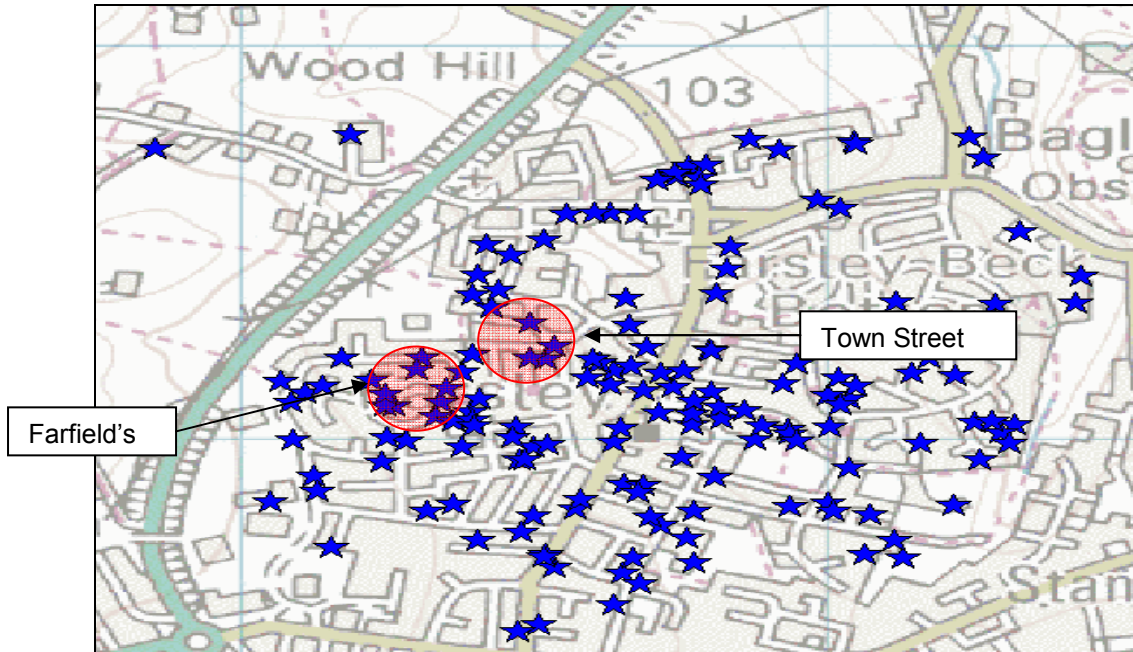 Wood Hill
103
Bagl
Obs
Farsley Beck
Town Street
Farfield's
Stan